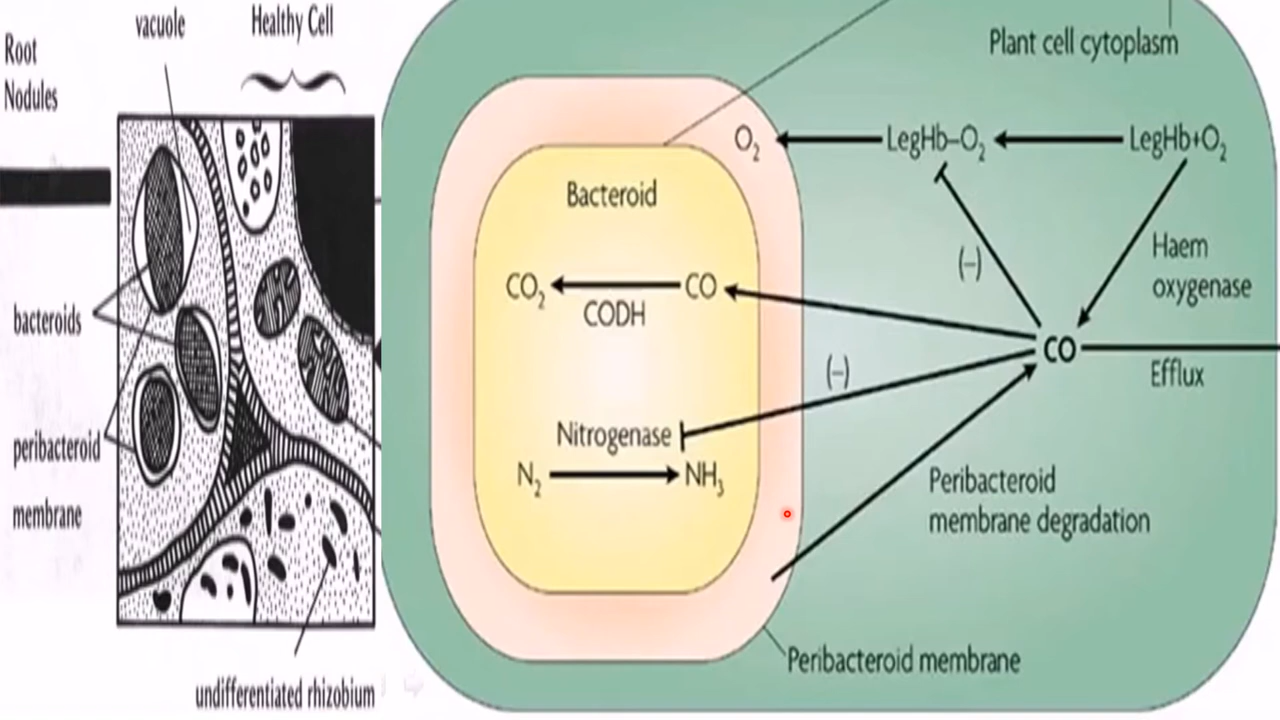 Root
Nodules
vacuole
Healthy Cell
bacteroids
peribacteroid
membrane
undifferentiated rhizobium
Plant cell cytoplasm
O₂
LegHb–O₂
LegHb+O₂
Bacteroid
(–)
Haem
oxygenase
CO₂
CO
CODH
CO
Efflux
(–)
Nitrogenase
N₂
NH₃
Peribacteroid
membrane degradation
Peribacteroid membrane